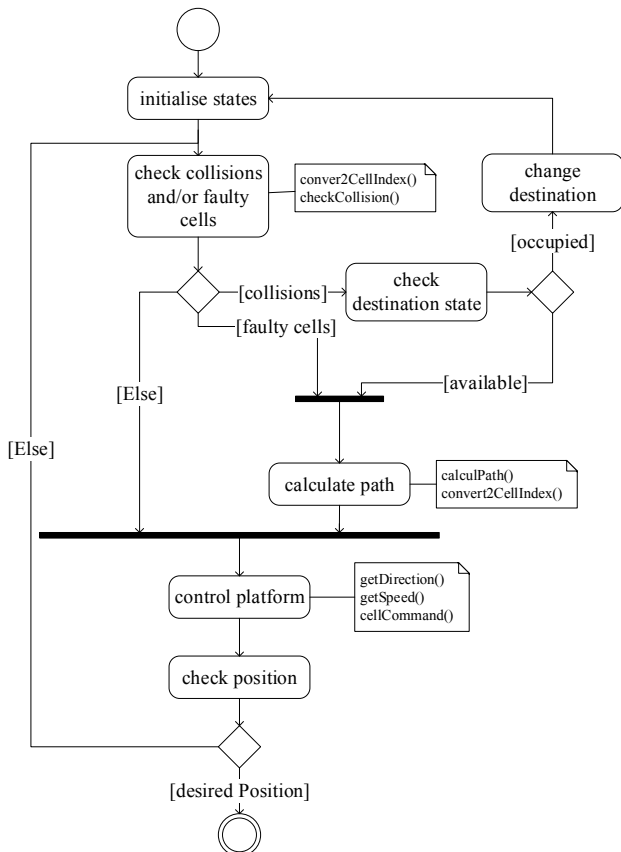 initialise states
check collisions
and/or faulty
cells
conver2CellIndex()
checkCollision()
change
destination
[occupied]
[collisions]
check
destination state
[faulty cells]
[Else]
[available]
[Else]
calculate path
calculPath()
convert2CellIndex()
control platform
getDirection()
getSpeed()
cellCommand()
check position
[desired Position]